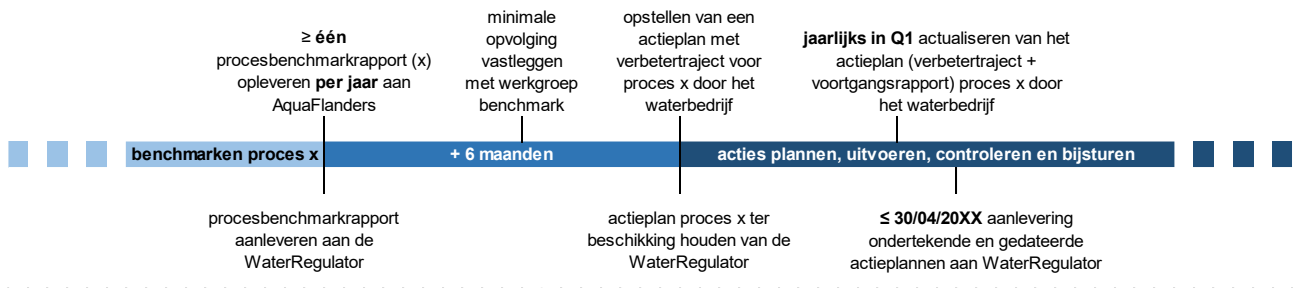 ≥ één
procesbenchmarkrapport (x)
opleveren per jaar aan
AquaFlanders
minimale
opvolging
vastleggen
met werkgroep
benchmark
opstellen van een
actieplan met
verbetertraject voor
proces x door het
waterbedrijf
jaarlijks in Q1 actualiseren van het
actieplan (verbetertraject +
voortgangsrapport) proces x door
het waterbedrijf
benchmarken proces x
+ 6 maanden
acties plannen, uitvoeren, controleren en bijsturen
procesbenchmarkrapport
aanleveren aan de
WaterRegulator
actieplan proces x ter
beschikking houden van de
WaterRegulator
≤ 30/04/20XX aanlevering
ondertekende en gedateerde
actieplannen aan WaterRegulator